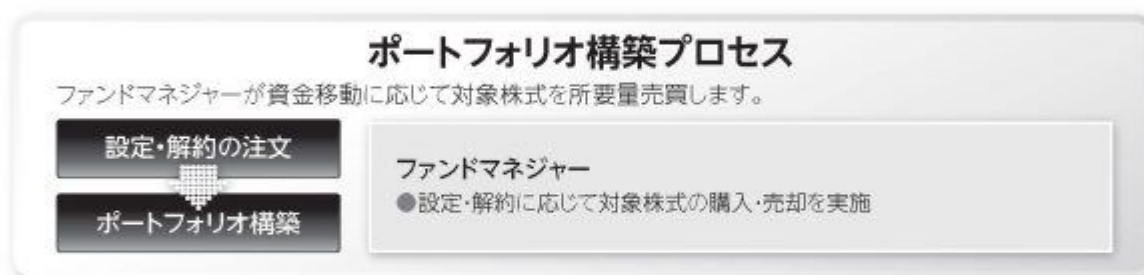 ポートフォリオ構築プロセス
ファンドマネジャーが資金移動に応じて対象株式を所要量売買します。
設定・解約の注文
ポートフォリオ構築
ファンドマネジャー
●設定・解約に応じて対象株式の購入・売却を実施